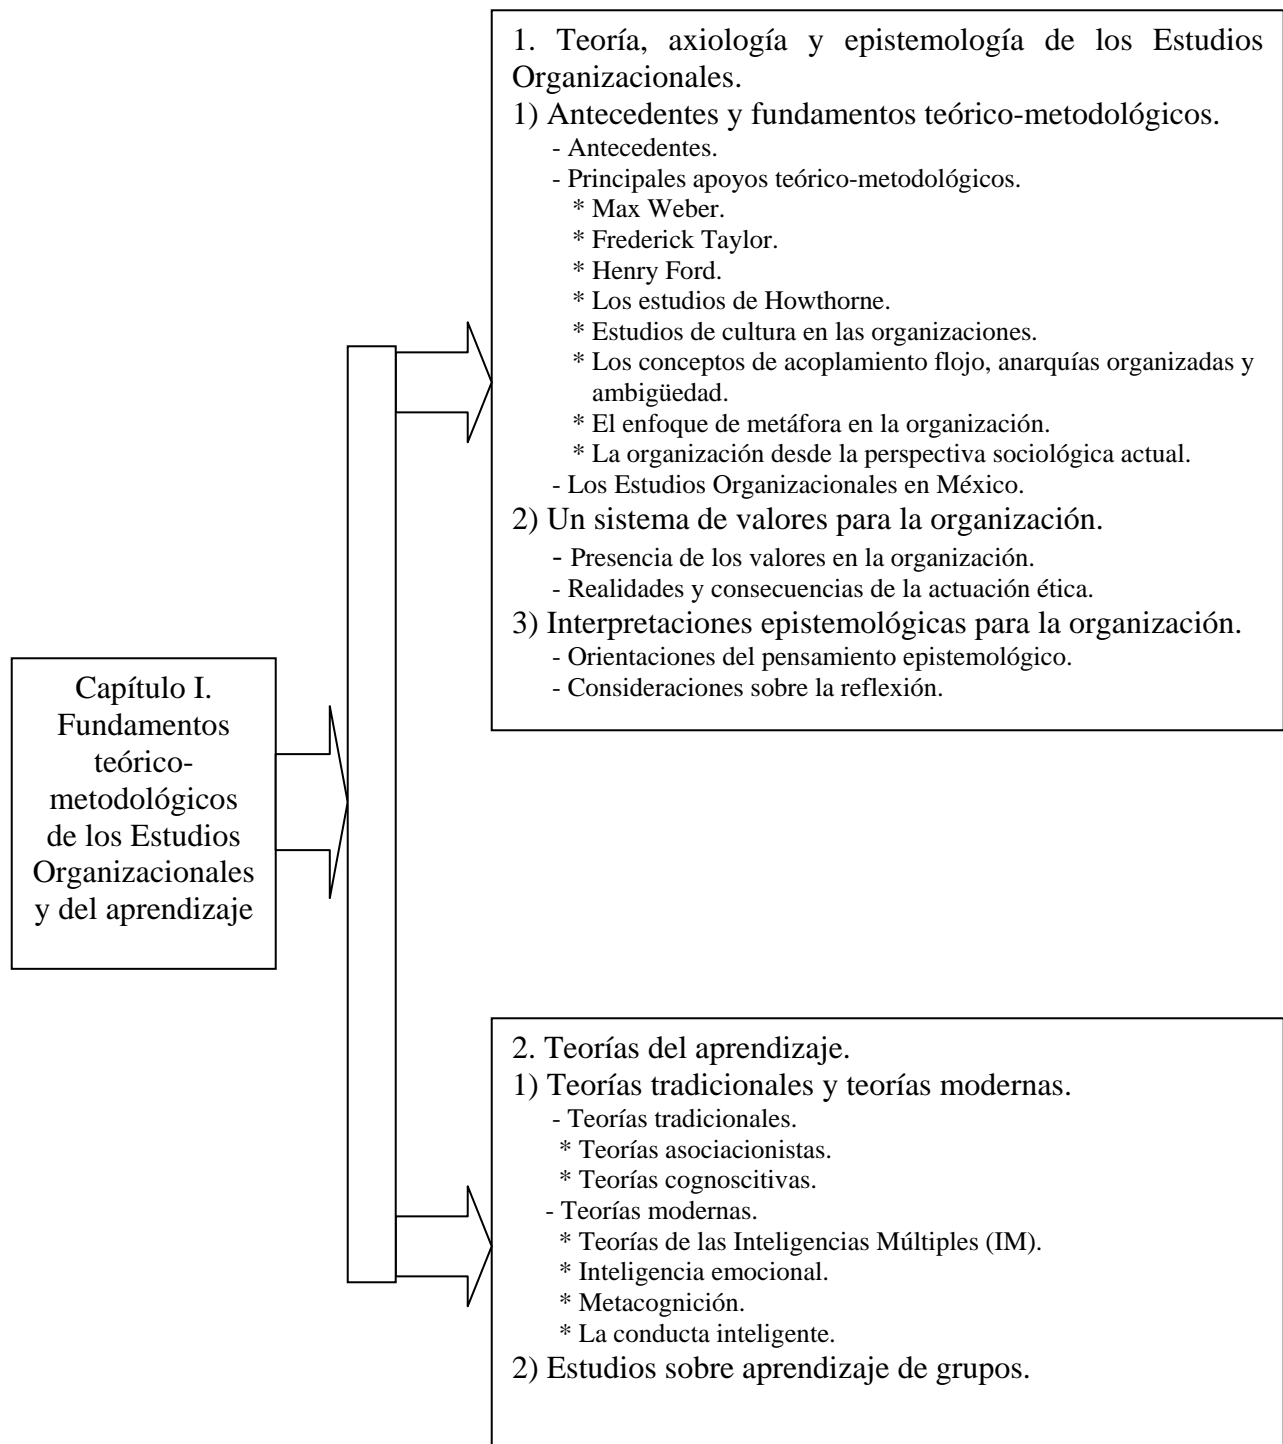 Capítulo I.
Fundamentos
teórico-
metodológicos
de los Estudios
Organizacionales
y del aprendizaje
1. Teoría, axiología y epistemología de los Estudios
Organizacionales.
1) Antecedentes y fundamentos teórico-metodológicos.
- Antecedentes.
- Principales apoyos teórico-metodológicos.
* Max Weber.
* Frederick Taylor.
* Henry Ford.
* Los estudios de Howthorne.
* Estudios de cultura en las organizaciones.
* Los conceptos de acoplamiento flojo, anarquías organizadas y
ambigüedad.
* El enfoque de metáfora en la organización.
* La organización desde la perspectiva sociológica actual.
- Los Estudios Organizacionales en México.
2) Un sistema de valores para la organización.
- Presencia de los valores en la organización.
- Realidades y consecuencias de la actuación ética.
3) Interpretaciones epistemológicas para la organización.
- Orientaciones del pensamiento epistemológico.
- Consideraciones sobre la reflexión.
2. Teorías del aprendizaje.
1) Teorías tradicionales y teorías modernas.
- Teorías tradicionales.
* Teorías asociacionistas.
* Teorías cognoscitivas.
- Teorías modernas.
* Teorías de las Inteligencias Múltiples (IM).
* Inteligencia emocional.
* Metacognición.
* La conducta inteligente.
2) Estudios sobre aprendizaje de grupos.